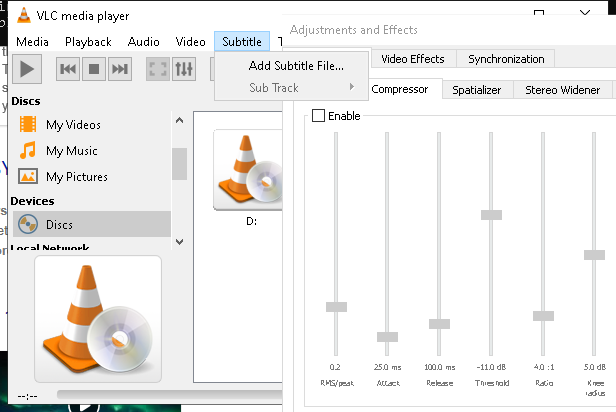 VLC media player
Media Playback Audio Video Subtitle
Add Subtitle File...
Sub Track
Discs
My Videos
My Music
My Pictures
Devices
Discs
Local Network
D:
--:--
Adjustments and Effects
Video Effects Synchronization
Compressor Spatializer Stereo Widener
Enable
0.2 25.0 ms 100.0 ms -11.0 dB 4.0 :1 5.0 dB
RMS/peak Attack Release Threshold Ratio Knee
radius